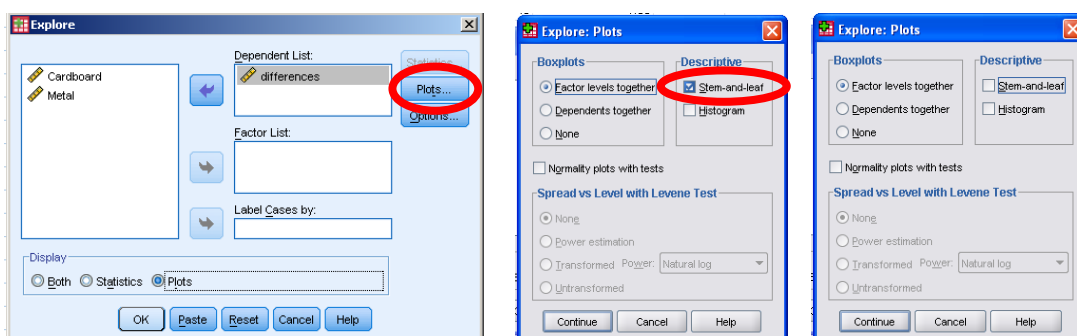 Explore
Dependent List:
Cardboard
Metal
differences
Statistics...
Plots...
Options...
Factor List:
Label Cases by:
Display
Both Statistics Plots
OK Paste Reset Cancel Help
Explore: Plots
Boxplots
Factor levels together
Dependents together
None
Descriptive
Stem-and-leaf
Histogram
Normality plots with tests
Spread vs Level with Levene Test
None
Power estimation
Transformed Power: Natural log
Untransformed
Continue Cancel Help
Explore: Plots
Boxplots
Factor levels together
Dependents together
None
Descriptive
Stem-and-leaf
Histogram
Normality plots with tests
Spread vs Level with Levene Test
None
Power estimation
Transformed Power: Natural log
Untransformed
Continue Cancel Help